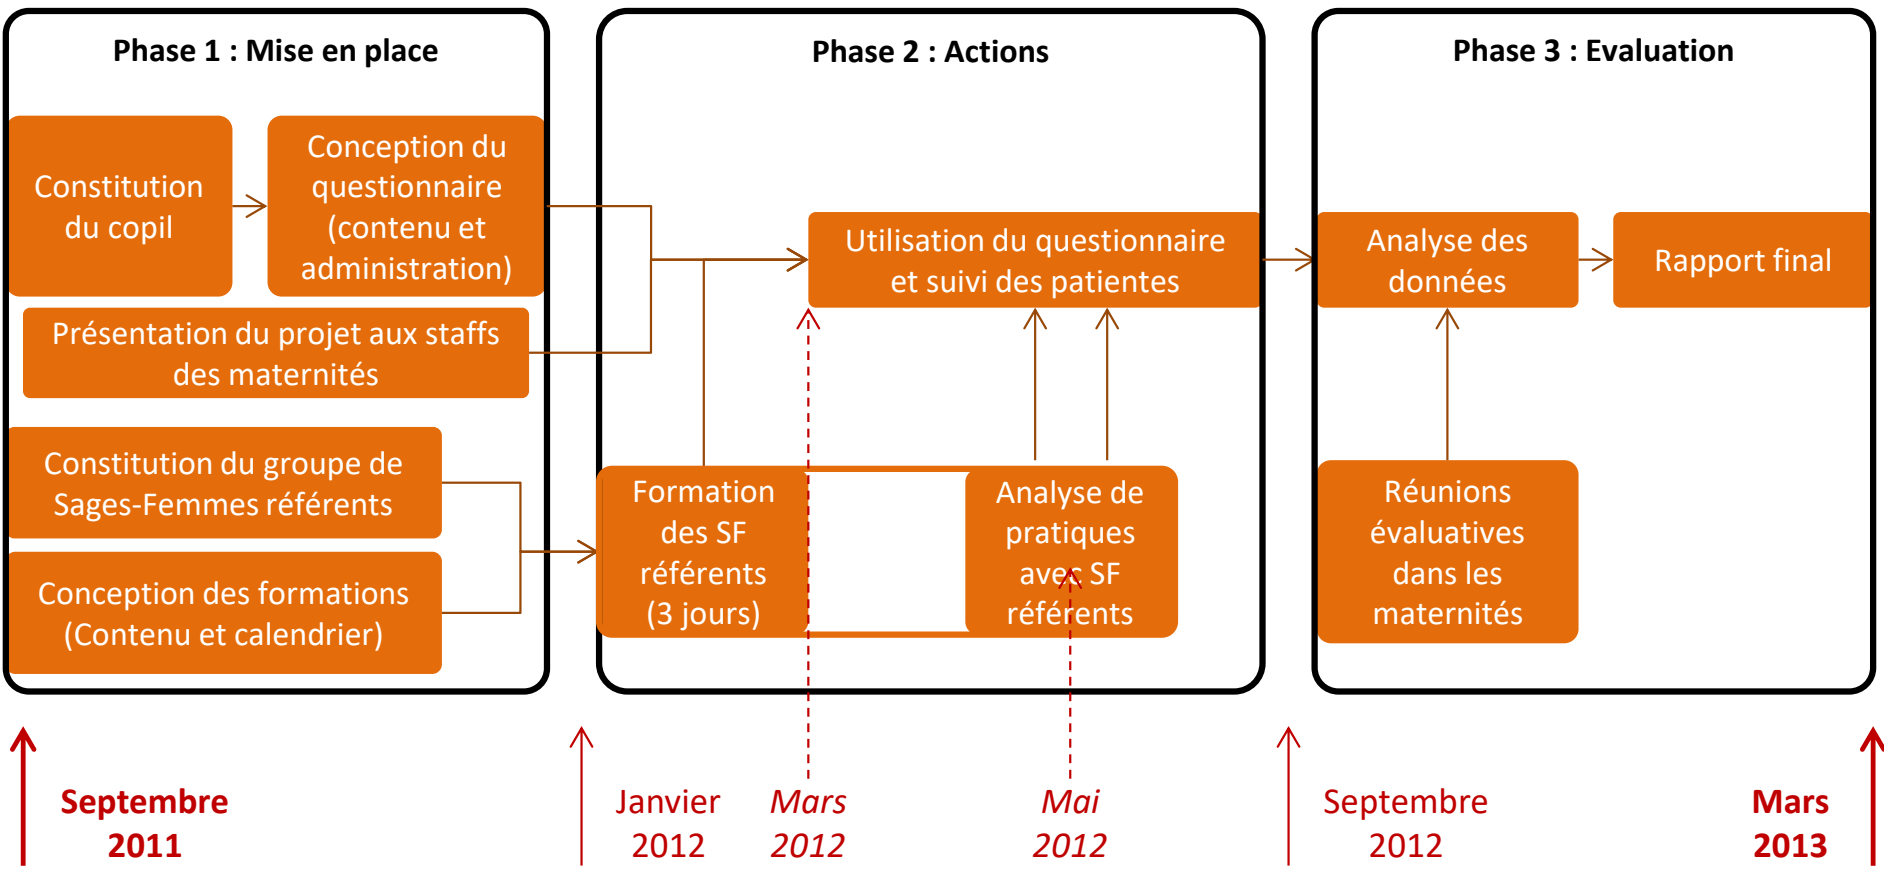 Phase 1 : Mise en place
Constitution
du copil
Conception du
questionnaire
(contenu et
administration)
Présentation du projet aux staffs
des maternités
Constitution du groupe de
Sages-Femmes référents
Conception des formations
(Contenu et calendrier)
Phase 2 : Actions
Utilisation du questionnaire
et suivi des patientes
Formation
des SF
référents
(3 jours)
Analyse de
pratiques
avec SF
référents
Phase 3 : Evaluation
Analyse des
données
Rapport final
Réunions
évaluatives
dans les
maternités
Septembre
2011
Janvier
2012
Mars
2012
Mai
2012
Septembre
2012
Mars
2013